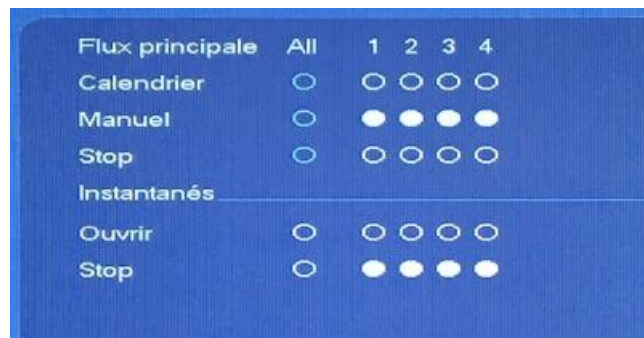 Flux principale All 1 2 3 4
Calendrier
Manuel
Stop
Instantanés
Ouvrir
Stop